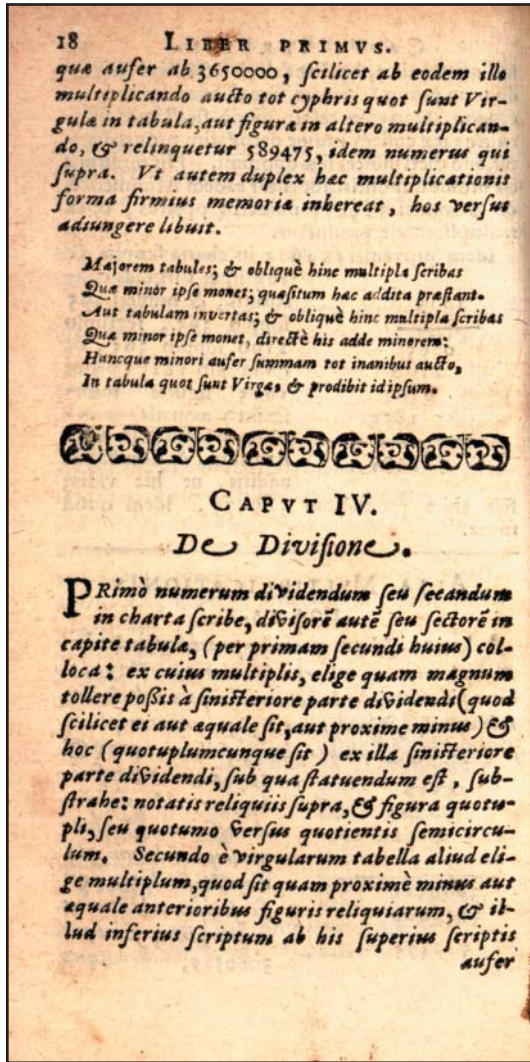 18 LIBER PRIMVS.
quæ aufer ab 3650000, scilicet ab eodem illo
multiplicando aucto tot cyphris quot sunt Vir-
gulæ in tabula, aut figuræ in altero multiplican-
do, & relinquetur 589475, idem numerus qui
supra. Vt autem duplex hæc multiplicationis
forma firmius memoriæ inhereat, hos versus
adiungere libuit.
Majorem tabules; & obliquè hinc multipla scribas
Quæ minor ipse monet; quæsitum hæc addita præstant.
Aut tabulam invertas; & obliquè hinc multipla scribas
Quæ minor ipse monet, directè his adde minorem:
Hancque minori aufer summam tot inanibus aucto,
In tabula quot sunt Virgæ, & prodibit id ipsum.
CAPVT IV.
De Divisione.
PRimò numerum dividendum seu secandum
in charta scribe, divisorē autē seu sectorē in
capite tabulæ, (per primam secundi huius) col-
loca: ex cuius multiplis, elige quam magnum
tollere poßis à sinisteriore parte dividendi (quod
scilicet ei aut æquale sit, aut proxime minus) &
hoc (quotuplumcunque sit) ex illa sinisteriore
parte dividendi, sub qua statuendum est, sub-
strahe: notatis reliquiis supra, & figura quotu-
pli, seu quotumo versus quotientis semicircu-
lum. Secundo è virgularum tabella aliud eli-
ge multiplum, quod sit quam proximè minus aut
æquale anterioribus figuris reliquiarum, & il-
lud inferius scriptum ab his superius scriptis
aufer